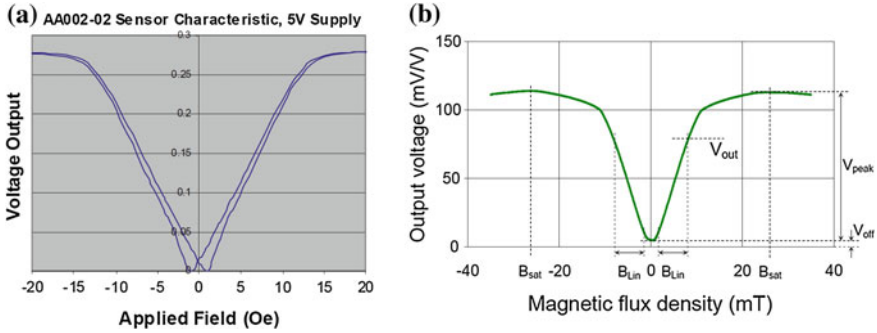 (a)
AA002-02 Sensor Characteristic, 5V Supply
Voltage Output
0.3
0.25
0.2
0.15
0.1
0.05
0
-20 -15 -10 -5 0 5 10 15 20
Applied Field (Oe)
(b)
Output voltage (mV/V)
150
100
50
0
Vout
Vpeak
Voff
-40 Bsat -20 BLin 0 BLin 20 Bsat 40
Magnetic flux density (mT)